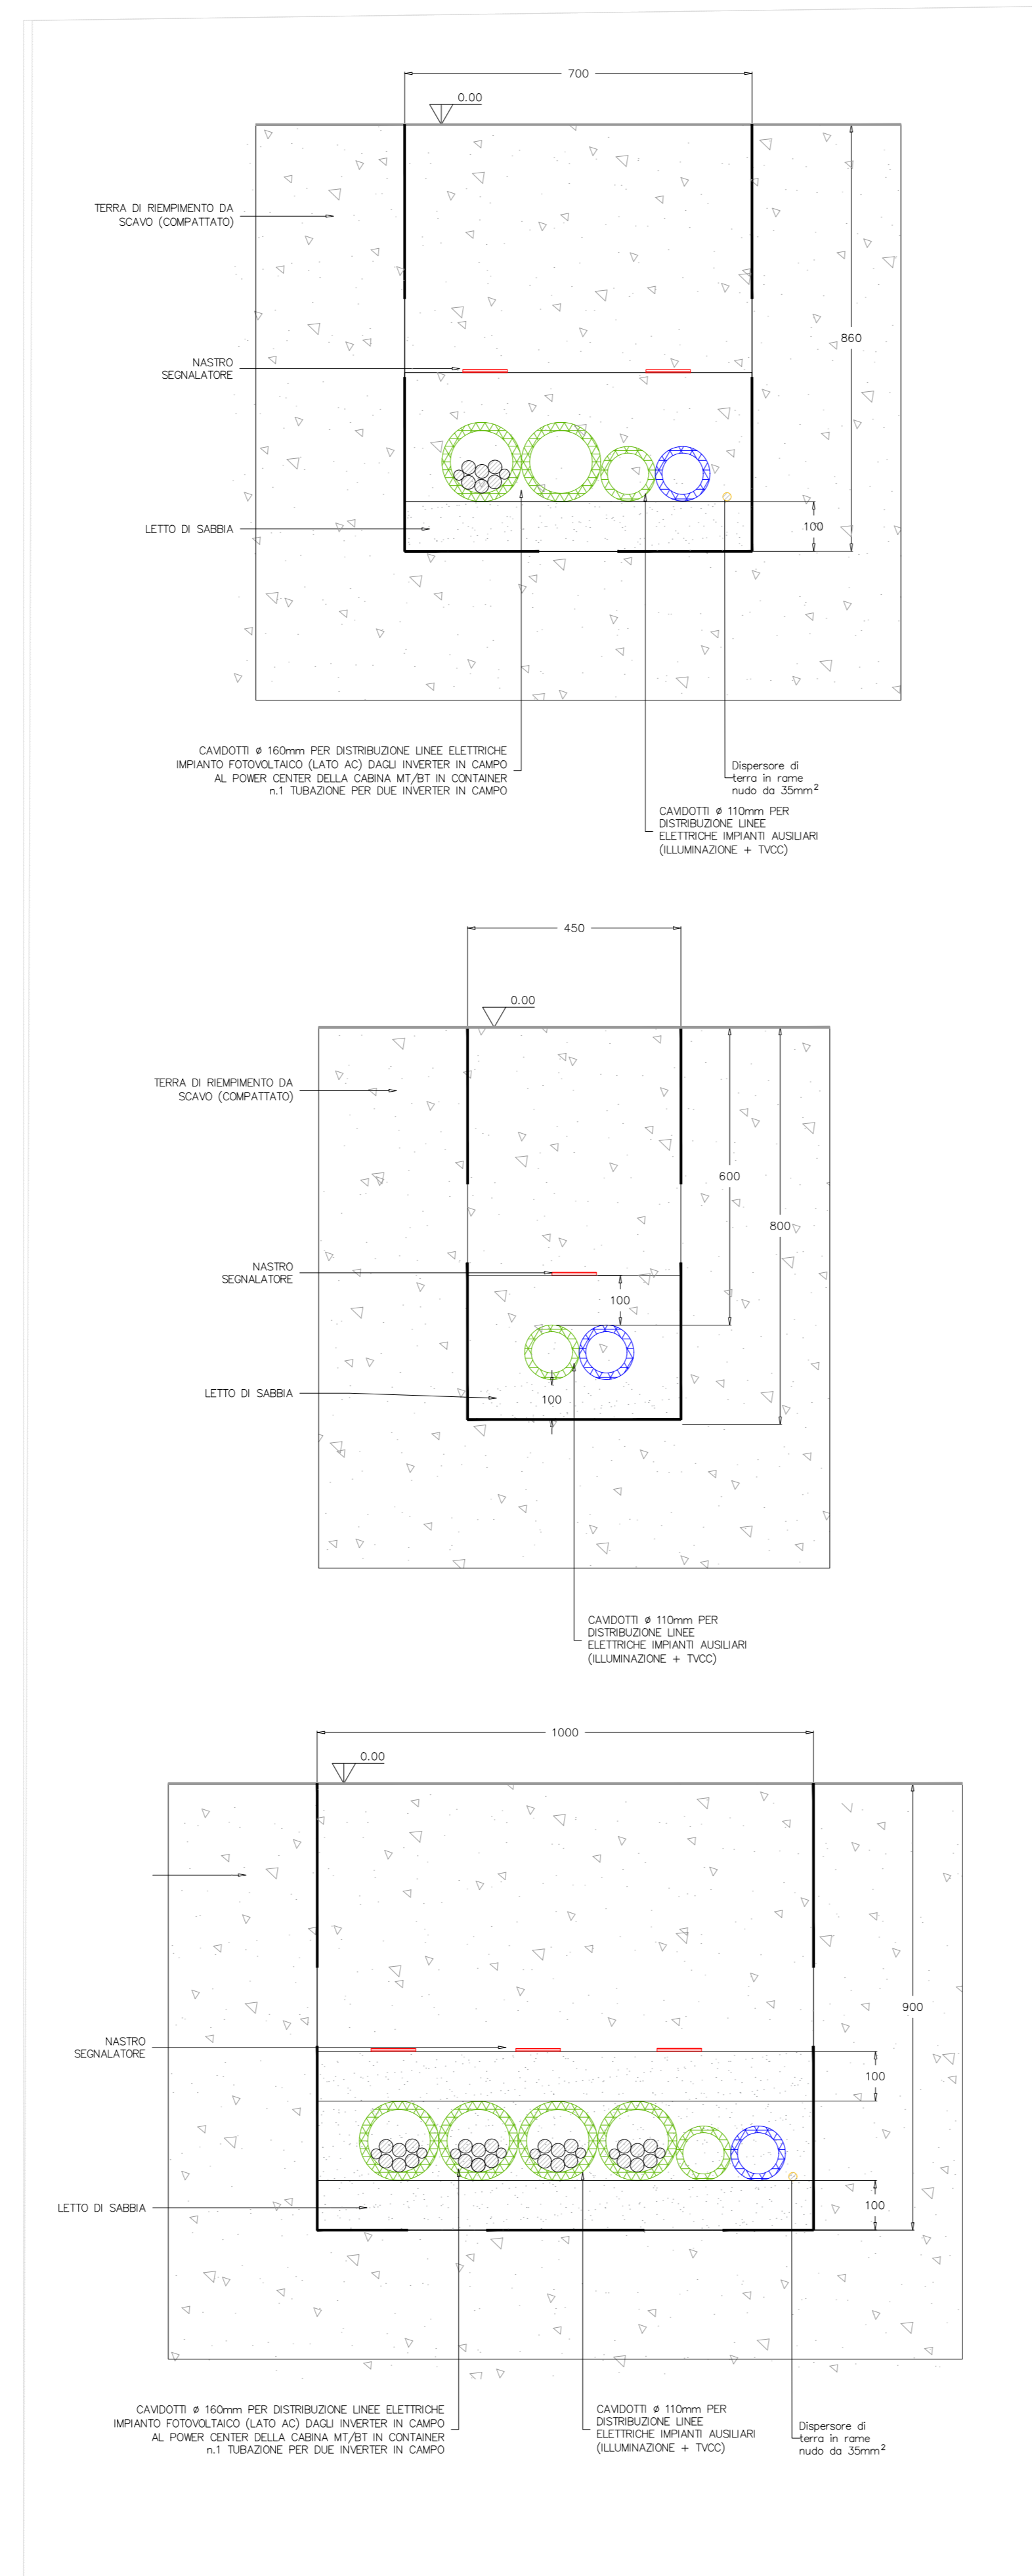 700
0.00
TERRA DI RIEMPIMENTO DA
SCAVO (COMPATTATO)
860
NASTRO
SEGNALATORE
LETTO DI SABBIA
100
CAVIDOTTI ø 160mm PER DISTRIBUZIONE LINEE ELETTRICHE
IMPIANTO FOTOVOLTAICO (LATO AC) DAGLI INVERTER IN CAMPO
AL POWER CENTER DELLA CABINA MT/BT IN CONTAINER
n.1 TUBAZIONE PER DUE INVERTER IN CAMPO
Dispersore di
terra in rame
nudo da 35mm²
CAVIDOTTI ø 110mm PER
DISTRIBUZIONE LINEE
ELETTRICHE IMPIANTI AUSILIARI
(ILLUMINAZIONE + TVCC)
450
0.00
TERRA DI RIEMPIMENTO DA
SCAVO (COMPATTATO)
600
800
NASTRO
SEGNALATORE
100
LETTO DI SABBIA
100
CAVIDOTTI ø 110mm PER
DISTRIBUZIONE LINEE
ELETTRICHE IMPIANTI AUSILIARI
(ILLUMINAZIONE + TVCC)
1000
0.00
900
NASTRO
SEGNALATORE
100
LETTO DI SABBIA
100
CAVIDOTTI ø 160mm PER DISTRIBUZIONE LINEE ELETTRICHE
IMPIANTO FOTOVOLTAICO (LATO AC) DAGLI INVERTER IN CAMPO
AL POWER CENTER DELLA CABINA MT/BT IN CONTAINER
n.1 TUBAZIONE PER DUE INVERTER IN CAMPO
CAVIDOTTI ø 110mm PER
DISTRIBUZIONE LINEE
ELETTRICHE IMPIANTI AUSILIARI
(ILLUMINAZIONE + TVCC)
Dispersore di
terra in rame
nudo da 35mm²